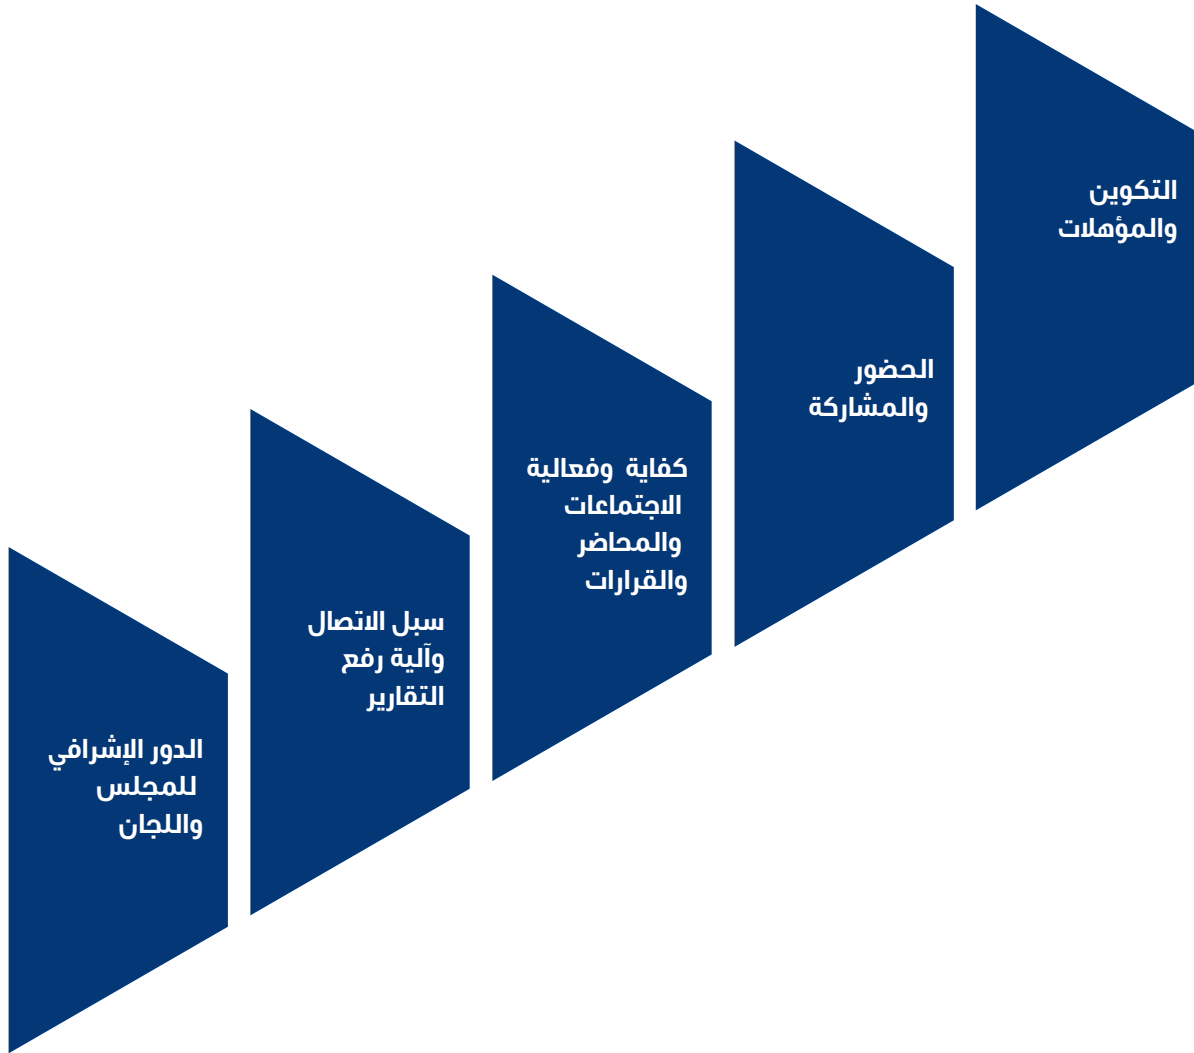 التكوين
والمؤهلات
الحضور
والمشاركة
كفاية وفعالية
الاجتماعات
والمحاضر
والقرارات
سبل الاتصال
وآلية رفع
التقارير
الدور الإشرافي
للمجلس
واللجان